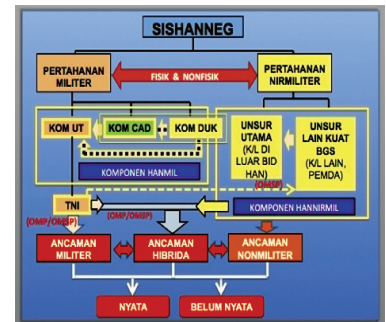 SISHANNEG
PERTAHANAN
MILITER
FISIK & NONFISIK
PERTAHANAN
NIRMILITER
KOM UT
KOM CAD
KOM DUK
KOMPONEN HANMIL
UNSUR
UTAMA
(K/L DI
LUAR BID
HAN)
UNSUR
LAIN KUAT
BGS
(K/L LAIN,
PEMDA)
(OMSP)
KOMPONEN HANNIRMIL
TNI
(OMP/OMSP)
(OMP/OMSP)
ANCAMAN
MILITER
ANCAMAN
HIBRIDA
ANCAMAN
NONMILITER
NYATA
BELUM NYATA